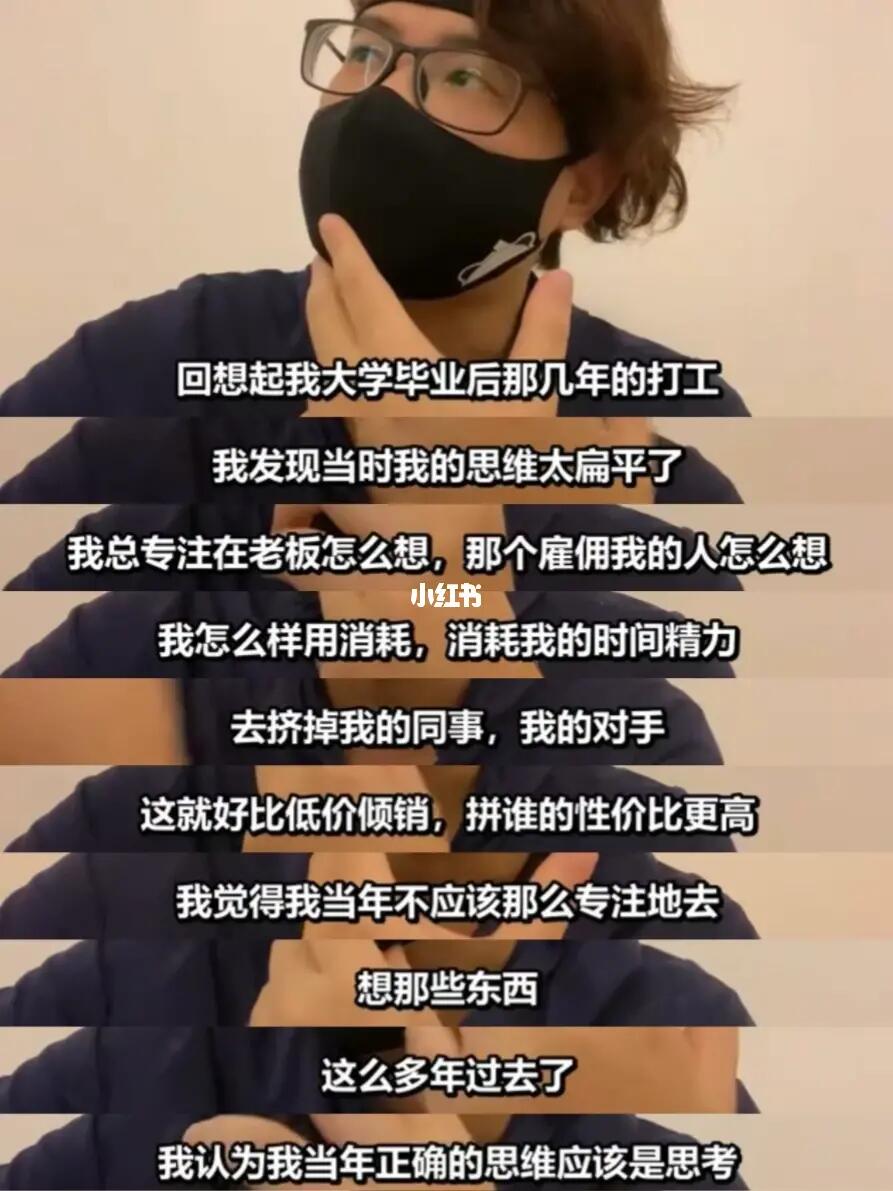 回想起我大学毕业后那几年的打工
我发现当时我的思维太扁平了
我总专注在老板怎么想，那个雇佣我的人怎么想
小红书
我怎么样用消耗，消耗我的时间精力
去挤掉我的同事，我的对手
这就好比低价倾销，拼谁的性价比更高
我觉得我当年不应该那么专注地去
想那些东西
这么多年过去了
我认为我当年正确的思维应该是思考